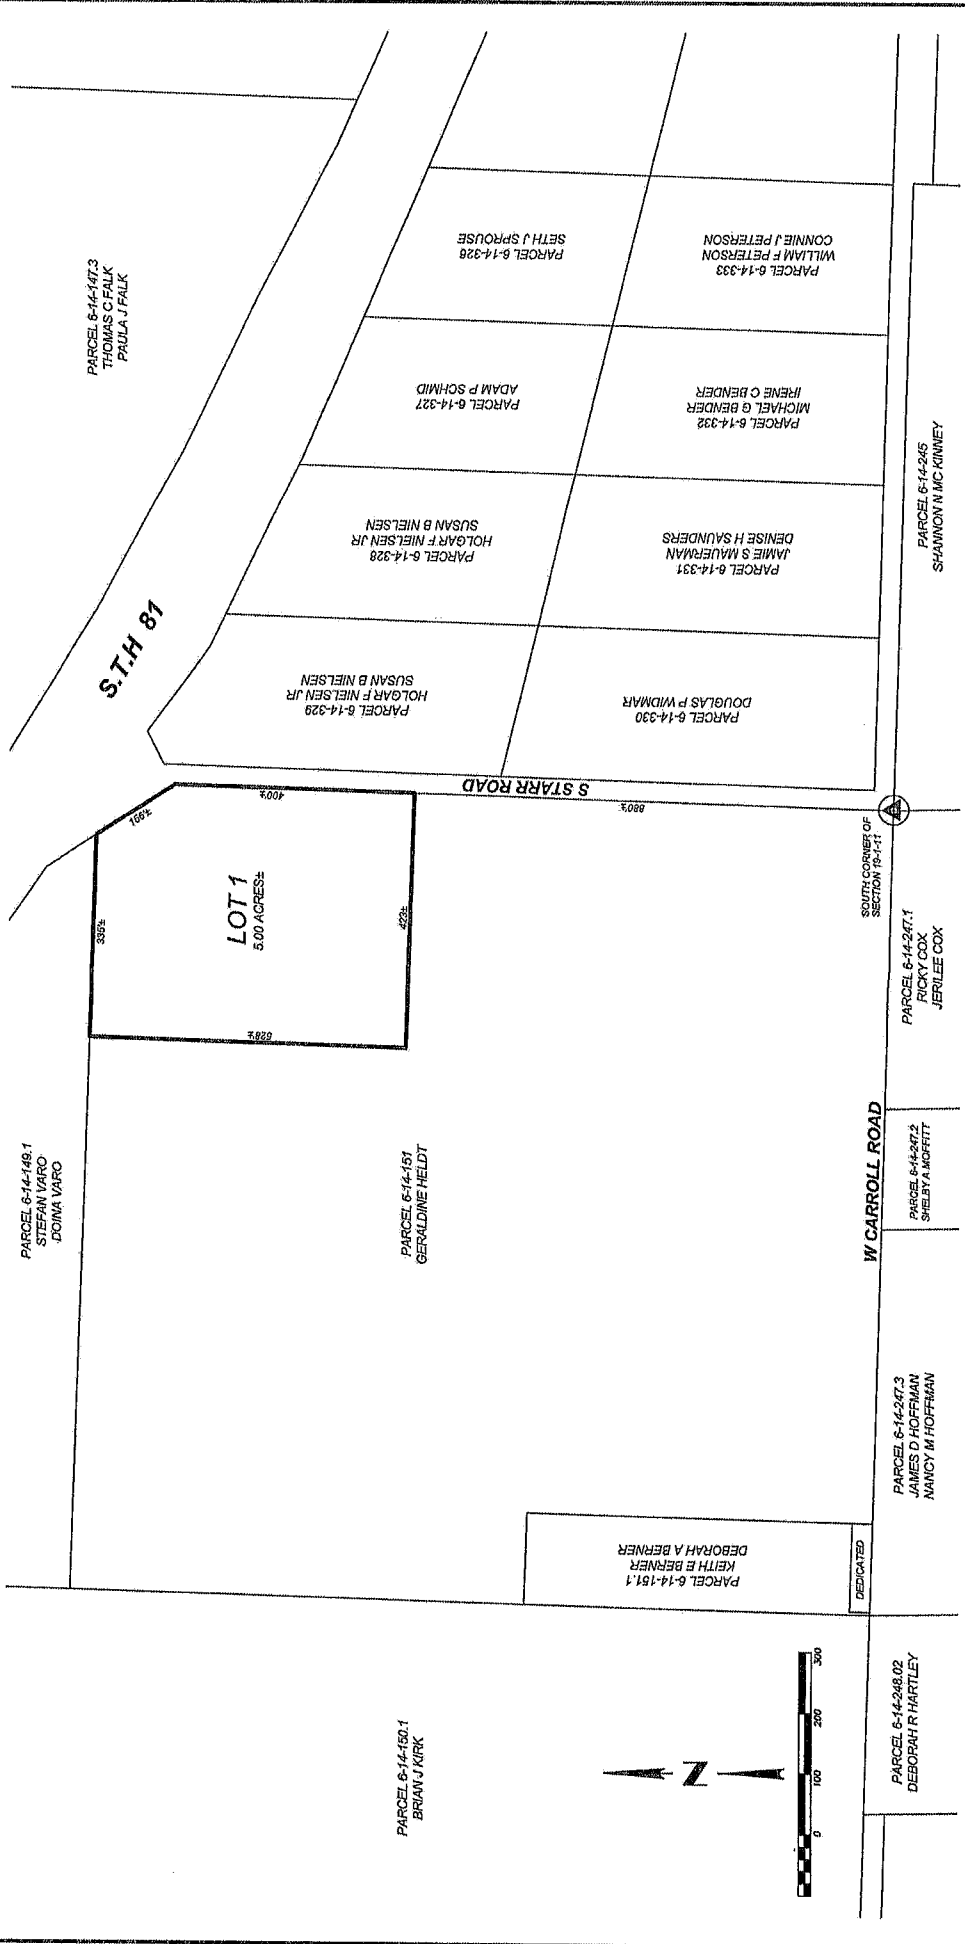 PARCEL 6-14-147.3
THOMAS C FALK
PAULA J FALK
S.T.H 81
PARCEL 6-14-326
SETH J SPROUSE
PARCEL 6-14-333
WILLIAM F PETERSON
CONNIE J PETERSON
PARCEL 6-14-327
ADAM P SCHMID
PARCEL 6-14-332
MICHAEL G BENDER
IRENE C BENDER
PARCEL 6-14-328
HOLGAR F NIELSEN JR
SUSAN B NIELSEN
PARCEL 6-14-331
JAMIE S MAUERMAN
DENISE H SAUNDERS
PARCEL 6-14-329
HOLGAR F NIELSEN JR
SUSAN B NIELSEN
PARCEL 6-14-330
DOUGLAS P WIDMAR
PARCEL 6-14-245
SHANNON N MC KINNEY
S STARR ROAD
880'±
SOUTH CORNER OF
SECTION 19-1-11
166'±
400'±
335'±
LOT 1
5.00 ACRES±
423'±
528'±
PARCEL 6-14-149.1
STEFAN VARO
DOINA VARO
PARCEL 6-14-151
GERALDINE HELDT
W CARROLL ROAD
PARCEL 6-14-247.1
RICKY COX
JERILEE COX
PARCEL 6-14-247.2
SHELBY A MOFFITT
PARCEL 6-14-247.3
JAMES D HOFFMAN
NANCY M HOFFMAN
PARCEL 6-14-151.1
KEITH E BERNER
DEBORAH A BERNER
DEDICATED
PARCEL 6-14-150.1
BRIAN J KIRK
N
0 100 200 300
PARCEL 6-14-248.02
DEBORAH R HARTLEY